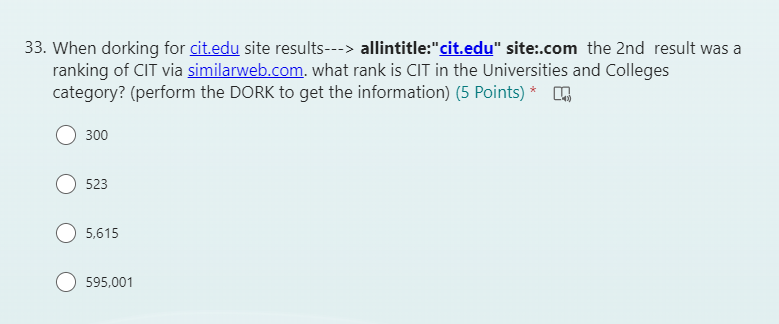 33. When dorking for cit.edu site results---> allintitle:"cit.edu" site:.com the 2nd result was a
ranking of CIT via similarweb.com. what rank is CIT in the Universities and Colleges
category? (perform the DORK to get the information) (5 Points) *
300
523
5,615
595,001